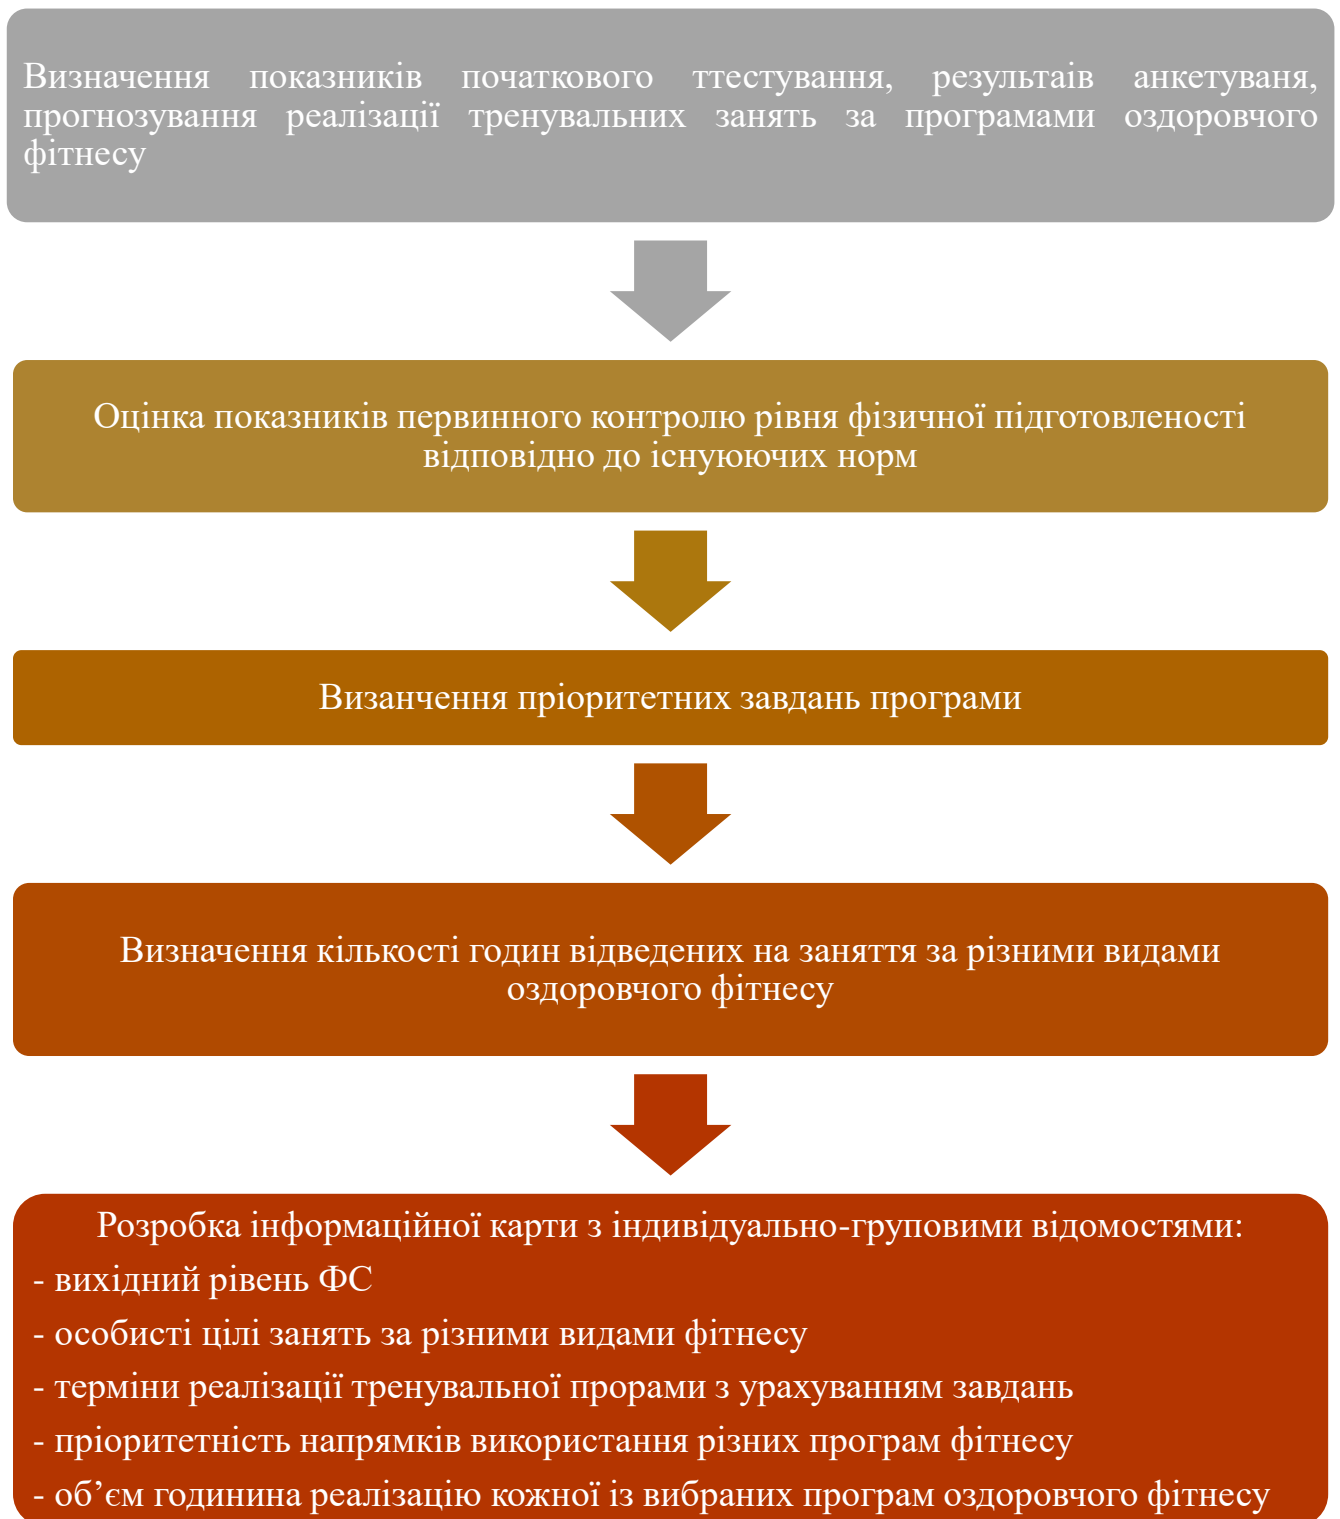 Визначення показників початкового ттестування, результаів анкетуваня,
прогнозування реалізації тренувальних занять за програмами оздоровчого
фітнесу
Оцінка показників первинного контролю рівня фізичної підготовленості
відповідно до існуюючих норм
Визанчення пріоритетних завдань програми
Визначення кількості годин відведених на заняття за різними видами
оздоровчого фітнесу
Розробка інформаційної карти з індивідуально-груповими відомостями:
- вихідний рівень ФС
- особисті цілі занять за різними видами фітнесу
- терміни реалізації тренувальної прорами з урахуванням завдань
- пріоритетність напрямків використання різних програм фітнесу
- об’єм годинина реалізацію кожної із вибраних програм оздоровчого фітнесу